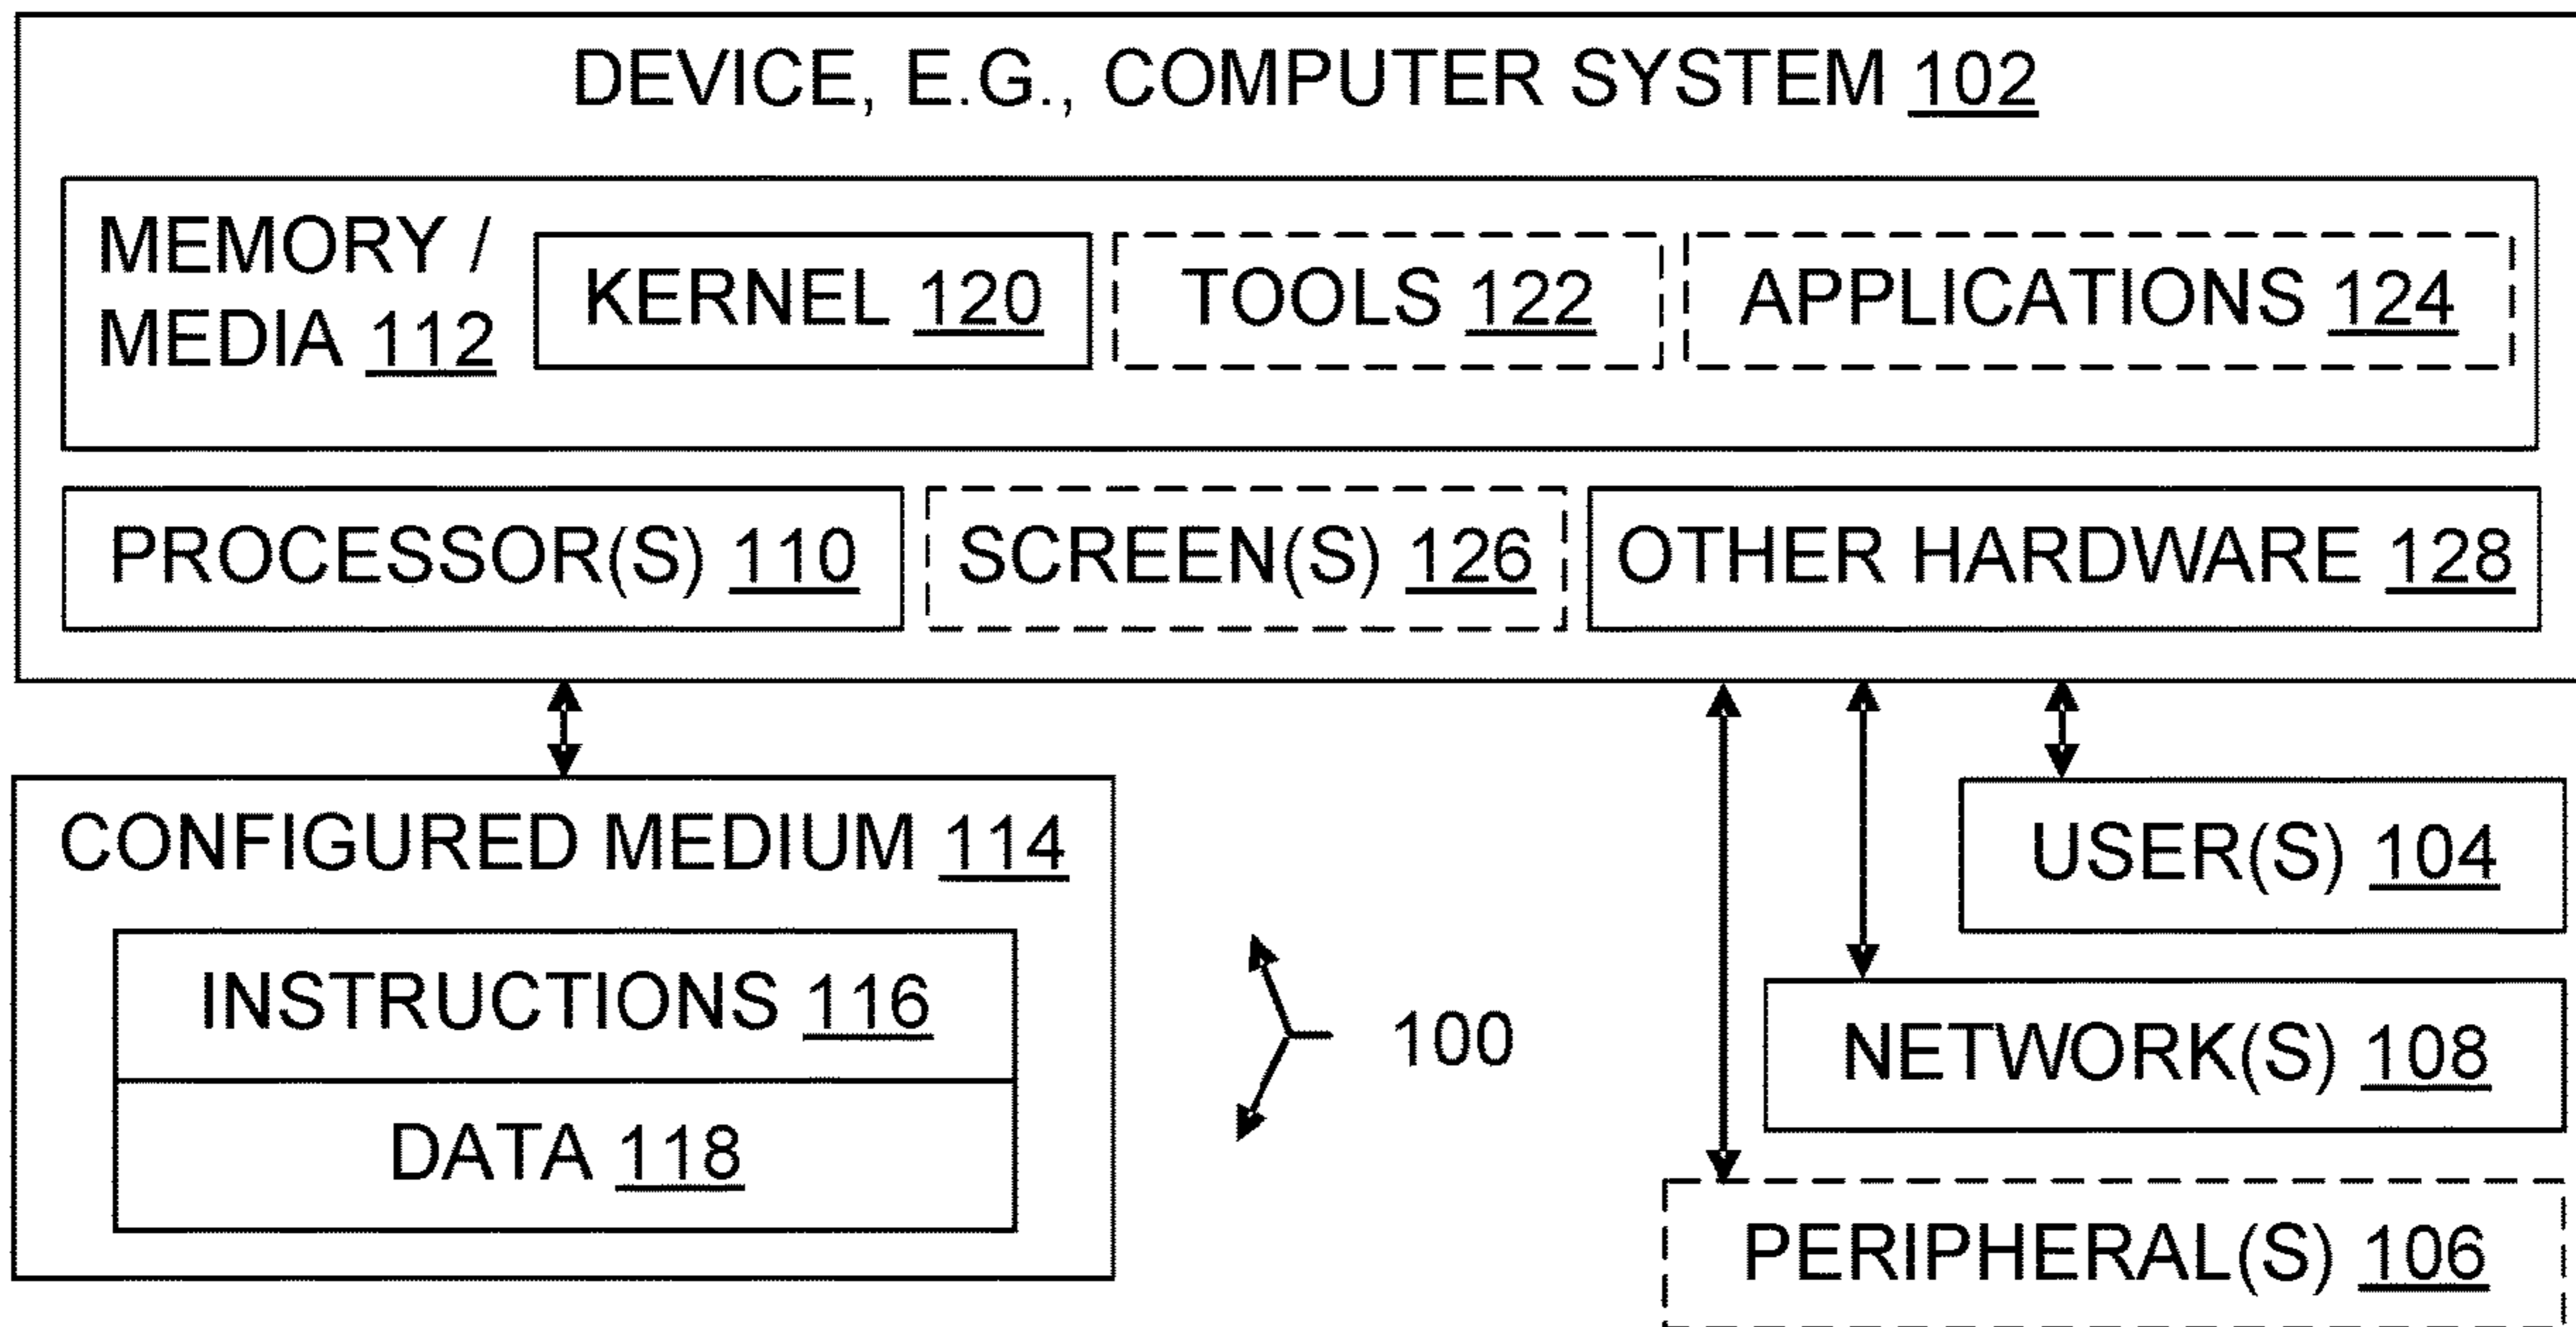 DEVICE, E.G., COMPUTER SYSTEM 102
MEMORY /
MEDIA 112
KERNEL 120
TOOLS 122
APPLICATIONS 124
PROCESSOR(S) 110
SCREEN(S) 126
OTHER HARDWARE 128
CONFIGURED MEDIUM 114
INSTRUCTIONS 116
DATA 118
100
USER(S) 104
NETWORK(S) 108
PERIPHERAL(S) 106